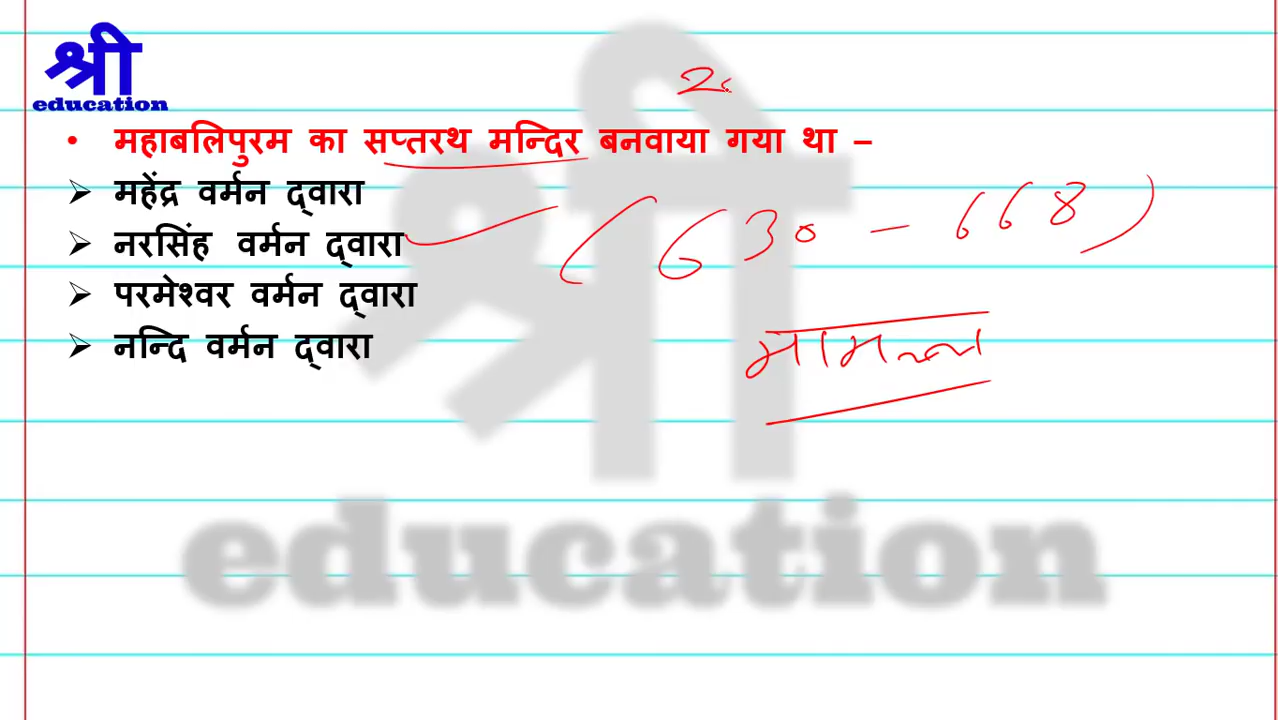 श्री
education
• महाबलिपुरम का सप्तरथ मन्दिर बनवाया गया था –
➢ महेंद्र वर्मन द्वारा
➢ नरसिंह वर्मन द्वारा
➢ परमेश्वर वर्मन द्वारा
➢ नन्दि वर्मन द्वारा
(630 – 668)
श्री
education